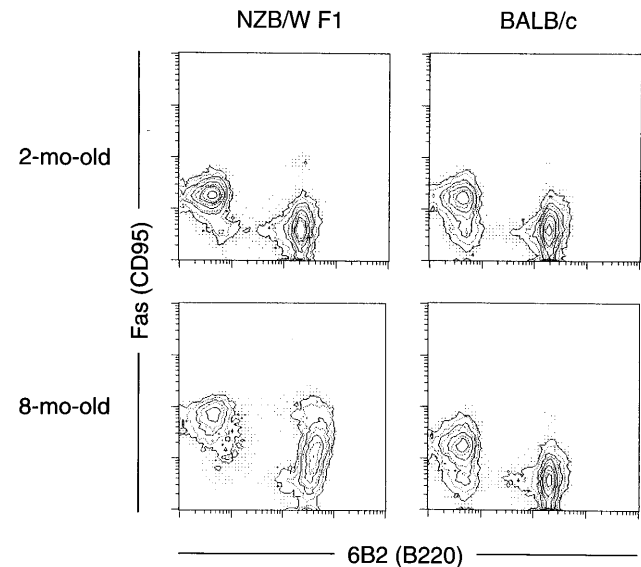 NZB/W F1
BALB/c
2-mo-old
8-mo-old
Fas (CD95)
6B2 (B220)